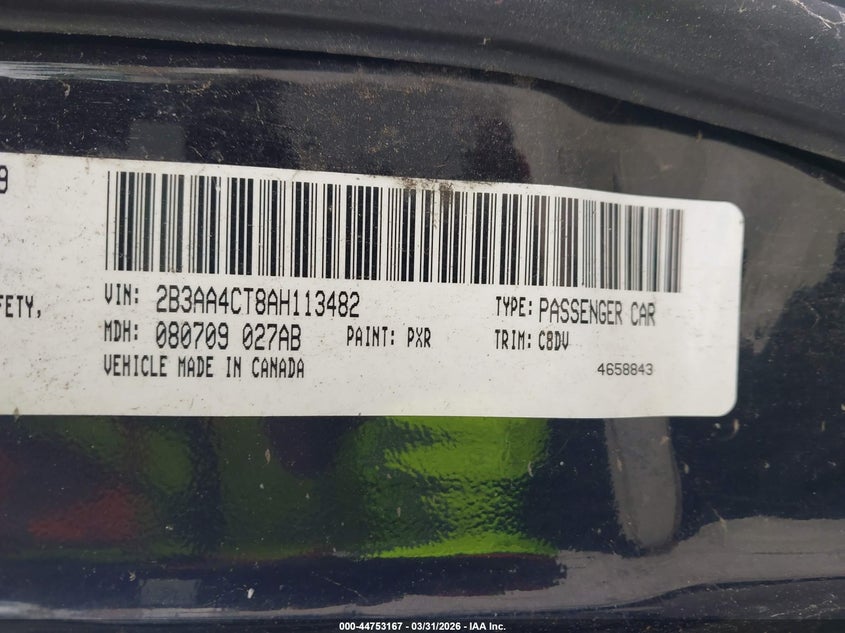 9
FETY,
VIN: 2B3AA4CT8AH113482 TYPE: PASSENGER CAR
MDH: 080709 027AB PAINT: PXR TRIM: C8DV
VEHICLE MADE IN CANADA 4658843
000-44753167 - 03/31/2026 - IAA Inc.